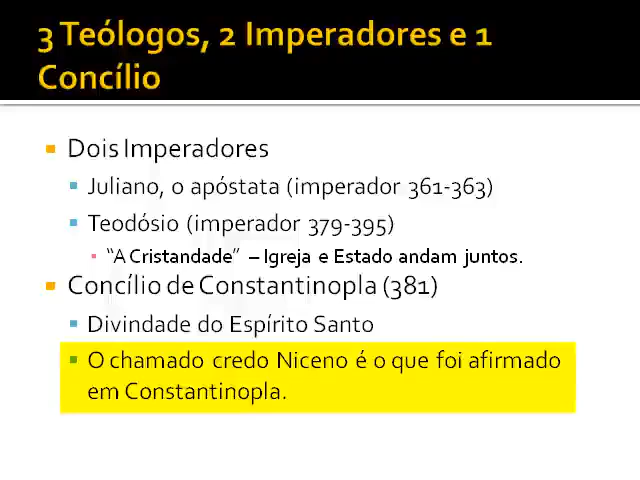 3 Teólogos, 2 Imperadores e 1
Concílio
Dois Imperadores
Juliano, o apóstata (imperador 361-363)
Teodósio (imperador 379-395)
“A Cristandade” – Igreja e Estado andam juntos.
Concílio de Constantinopla (381)
Divindade do Espírito Santo
O chamado credo Niceno é o que foi afirmado
em Constantinopla.